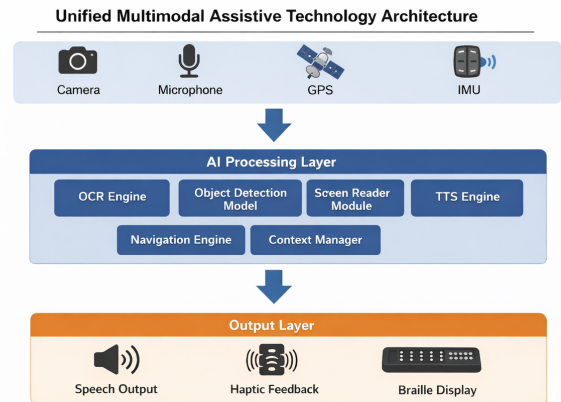 Unified Multimodal Assistive Technology Architecture
Camera
Microphone
GPS
IMU
AI Processing Layer
OCR Engine
Object Detection
Model
Screen Reader
Module
TTS Engine
Navigation Engine
Context Manager
Output Layer
Speech Output
Haptic Feedback
Braille Display